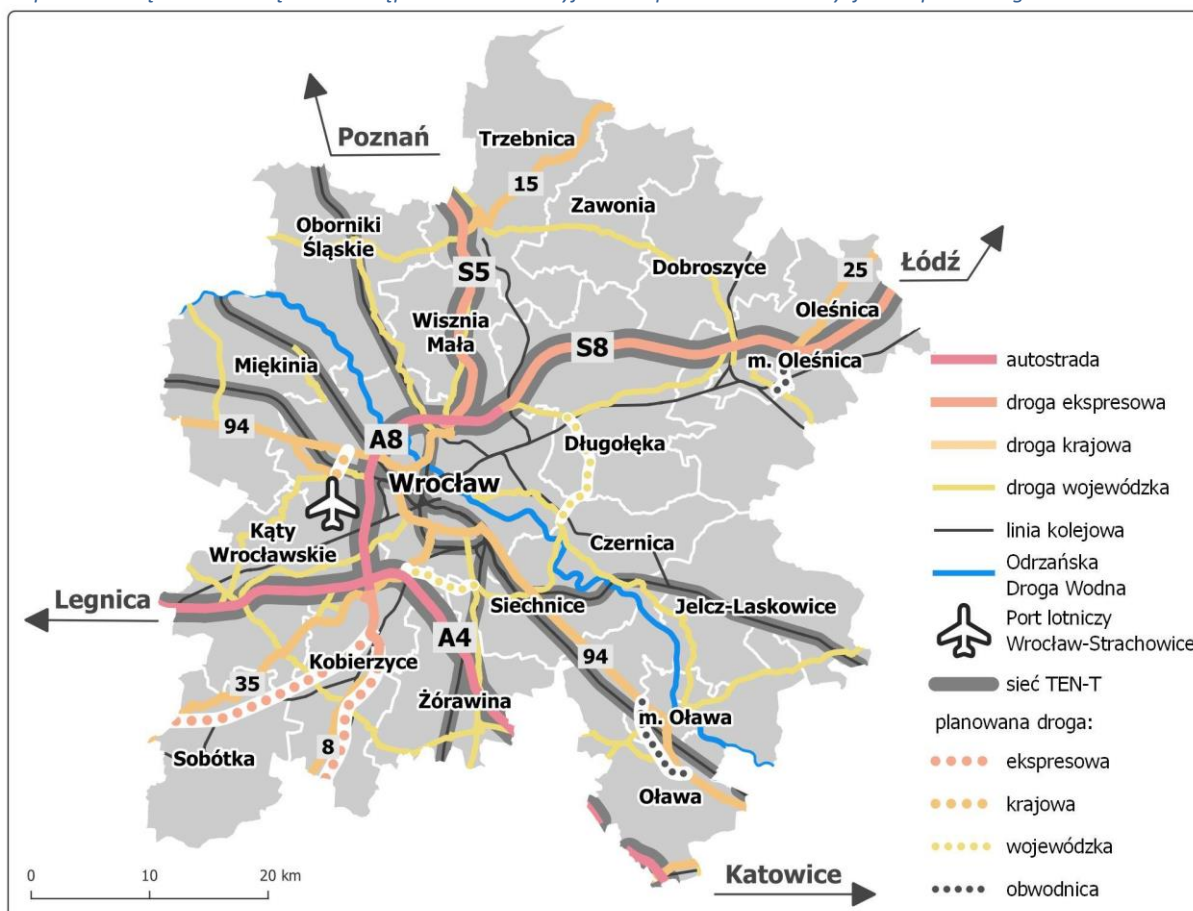 Poznań
Trzebnica
15
Zawonia
Oborniki
Śląskie
Łódź
Dobroszyce
25
S5
Oleśnica
Wisznia
Mała
S8
m. Oleśnica
Miękinia
94
A8
Długołęka
Wrocław
Kąty
Wrocławskie
Czernica
Legnica
Siechnice
Jelcz-Laskowice
A4
Kobierzyce
94
35
Żórawina
m. Oława
8
Sobótka
Oława
Katowice
0 10 20 km
autostrada
droga ekspresowa
droga krajowa
droga wojewódzka
linia kolejowa
Odrzańska
Droga Wodna
Port lotniczy
Wrocław-Strachowice
sieć TEN-T
planowana droga:
ekspresowa
krajowa
wojewódzka
obwodnica